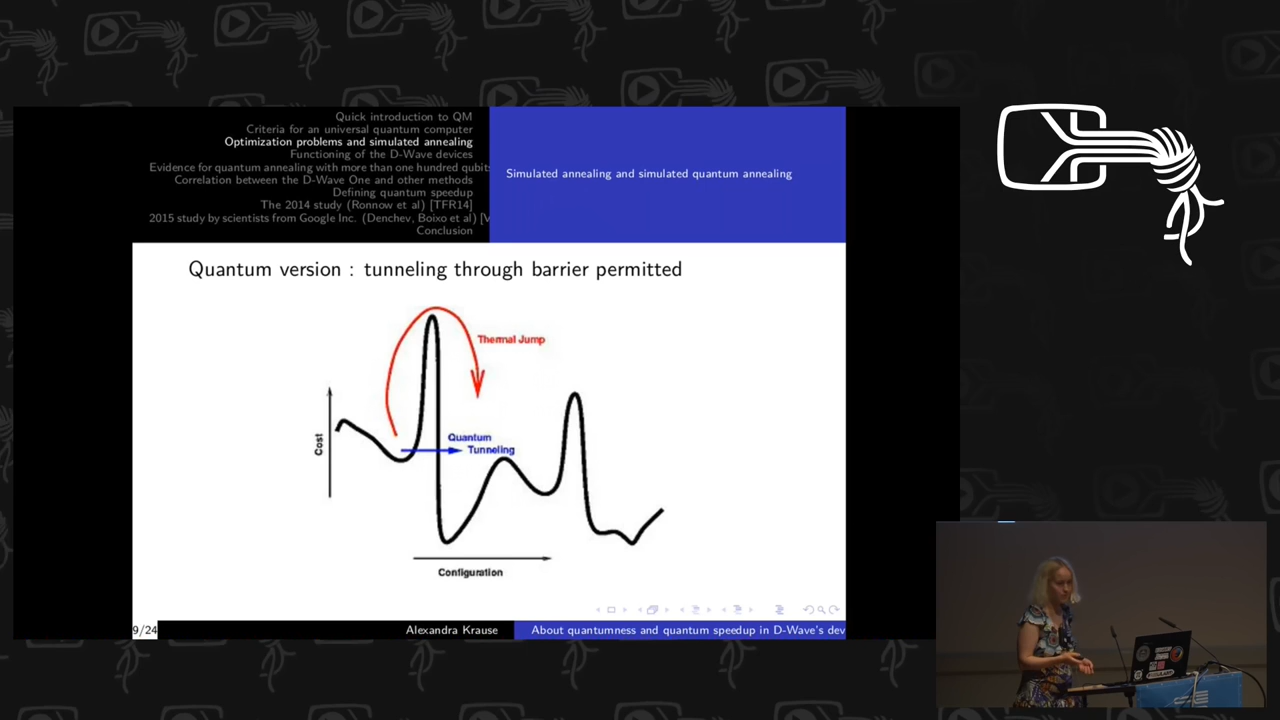 Quick introduction to QM
Criteria for an universal quantum computer
Optimization problems and simulated annealing
Functioning of the D-Wave devices
Evidence for quantum annealing with more than one hundred qubits
Correlation between the D-Wave One and other methods
Defining quantum speedup
The 2014 study (Ronnow et al) [TFR14]
2015 study by scientists from Google Inc. (Denchev, Boixo et al) [V
Conclusion
Simulated annealing and simulated quantum annealing
Quantum version : tunneling through barrier permitted
Thermal Jump
Cost
Quantum
Tunneling
Configuration
9/24
Alexandra Krause
About quantumness and quantum speedup in D-Wave's dev